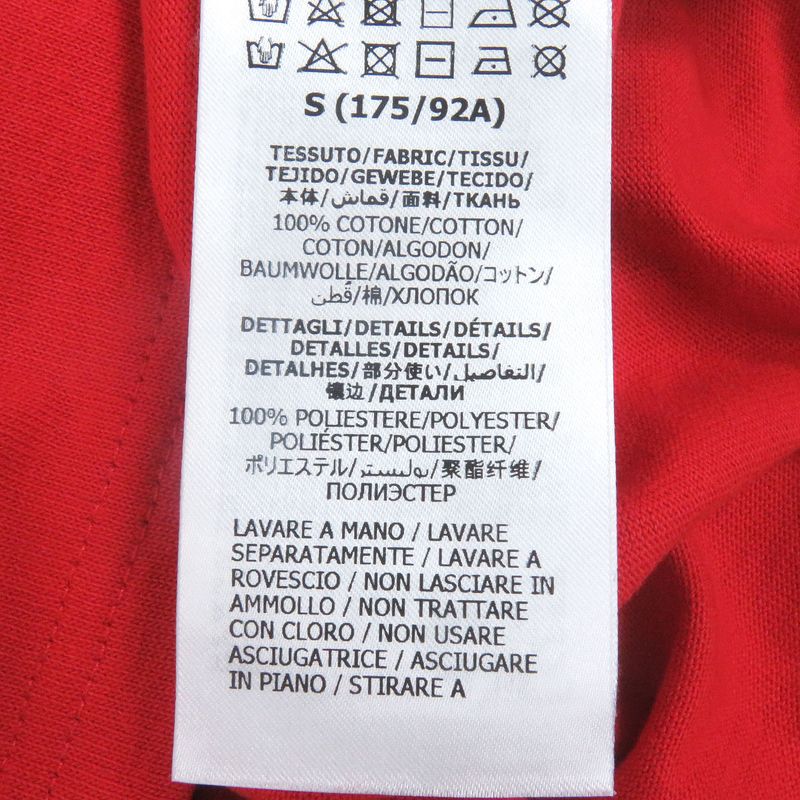 S (175/92A)
TESSUTO/FABRIC/TISSU/
TEJIDO/GEWEBE/TECIDO/
本体/قماش/面料/ТКАНЬ
100% COTONE/COTTON/
COTON/ALGODON/
BAUMWOLLE/ALGODÃO/コットン/
قُطن/棉/ХЛОПОК
DETTAGLI/DETAILS/DÉTAILS/
DETALLES/DETAILS/
DETALHES/部分使い/التفاصيل/
镶边/ДЕТАЛИ
100% POLIESTERE/POLYESTER/
POLIÉSTER/POLIESTER/
ポリエステル/بوليستر/聚酯纤维/
ПОЛИЭСТЕР
LAVARE A MANO / LAVARE
SEPARATAMENTE / LAVARE A
ROVESCIO / NON LASCIARE IN
AMMOLLO / NON TRATTARE
CON CLORO / NON USARE
ASCIUGATRICE / ASCIUGARE
IN PIANO / STIRARE A